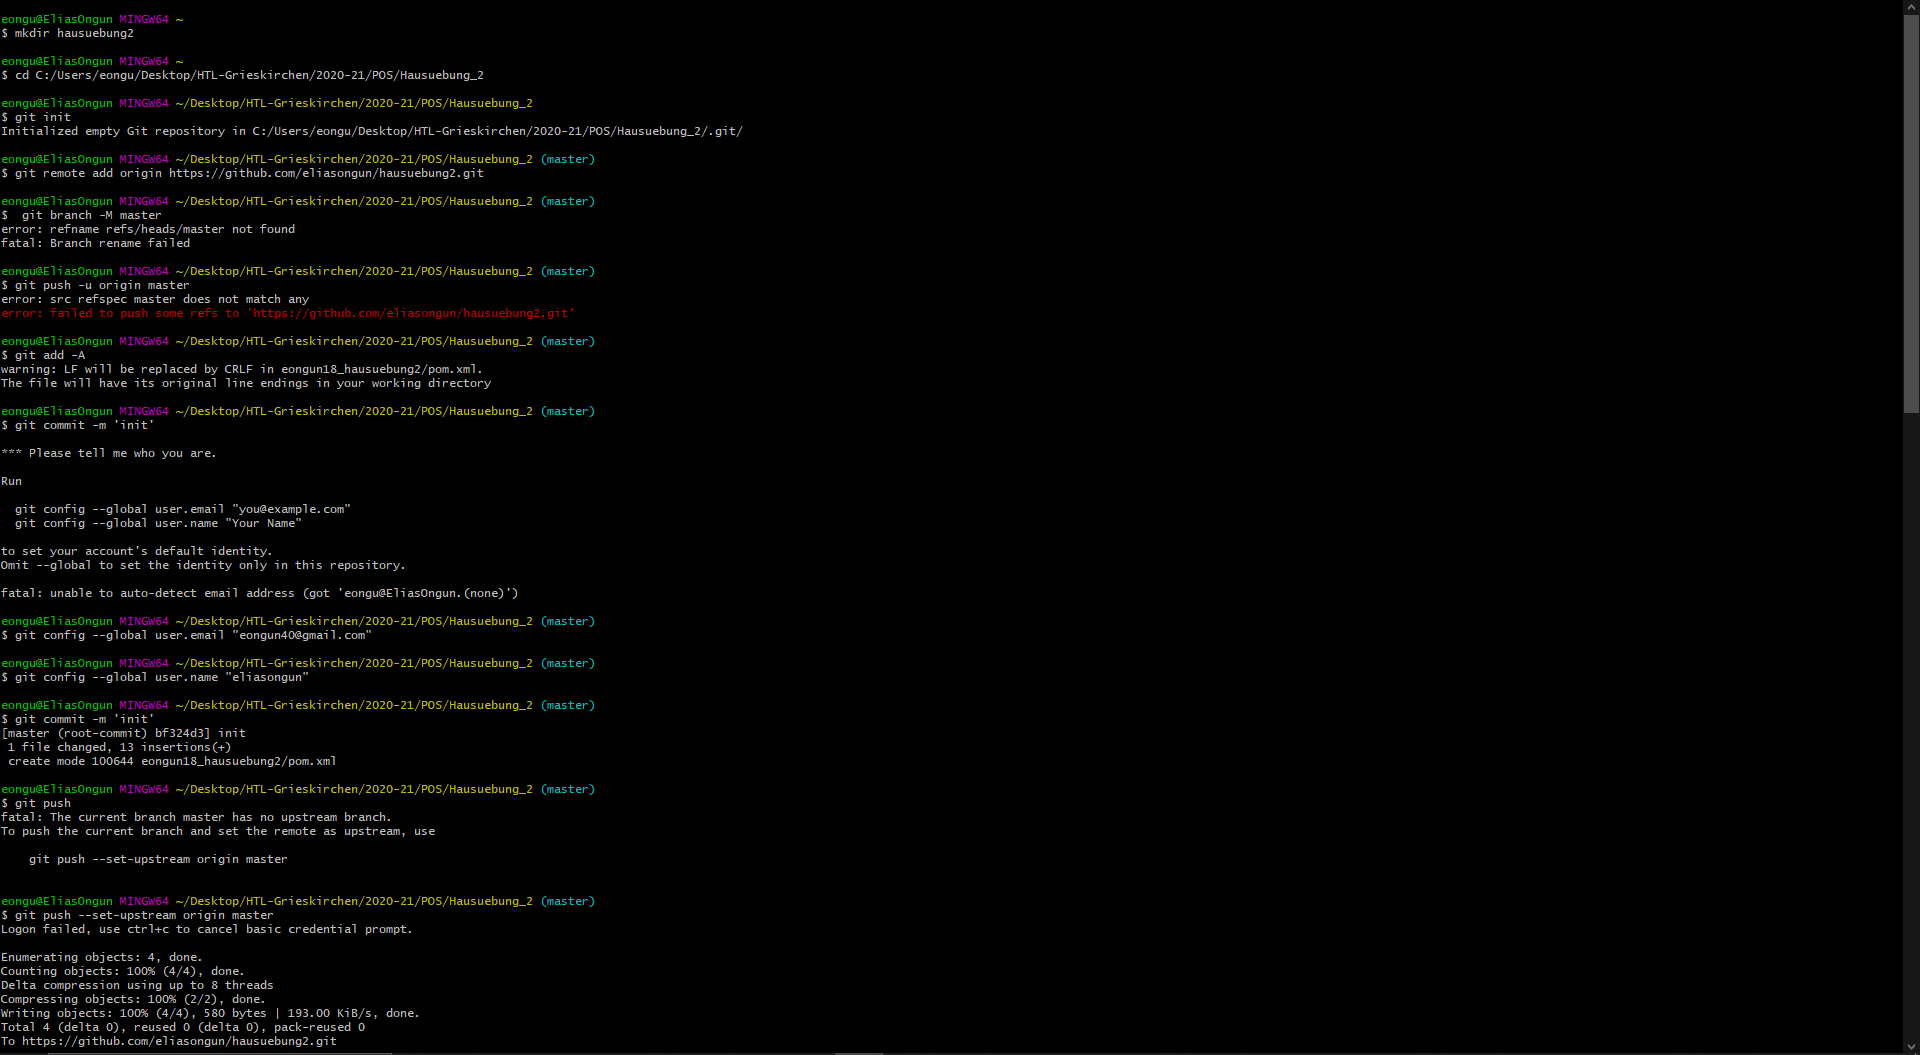 eongu@EliasOngun MINGW64 ~
$ mkdir hausuebung2
eongu@EliasOngun MINGW64 ~
$ cd C:/Users/eongu/Desktop/HTL-Grieskirchen/2020-21/POS/Hausuebung_2
eongu@EliasOngun MINGW64 ~/Desktop/HTL-Grieskirchen/2020-21/POS/Hausuebung_2
$ git init
Initialized empty Git repository in C:/Users/eongu/Desktop/HTL-Grieskirchen/2020-21/POS/Hausuebung_2/.git/
eongu@EliasOngun MINGW64 ~/Desktop/HTL-Grieskirchen/2020-21/POS/Hausuebung_2 (master)
$ git remote add origin https://github.com/eliasongun/hausuebung2.git
eongu@EliasOngun MINGW64 ~/Desktop/HTL-Grieskirchen/2020-21/POS/Hausuebung_2 (master)
$  git branch -M master
error: refname refs/heads/master not found
fatal: Branch rename failed
eongu@EliasOngun MINGW64 ~/Desktop/HTL-Grieskirchen/2020-21/POS/Hausuebung_2 (master)
$ git push -u origin master
error: src refspec master does not match any
error: failed to push some refs to 'https://github.com/eliasongun/hausuebung2.git'
eongu@EliasOngun MINGW64 ~/Desktop/HTL-Grieskirchen/2020-21/POS/Hausuebung_2 (master)
$ git add -A
warning: LF will be replaced by CRLF in eongun18_hausuebung2/pom.xml.
The file will have its original line endings in your working directory
eongu@EliasOngun MINGW64 ~/Desktop/HTL-Grieskirchen/2020-21/POS/Hausuebung_2 (master)
$ git commit -m 'init'
*** Please tell me who you are.
Run
git config --global user.email "you@example.com"
git config --global user.name "Your Name"
to set your account's default identity.
Omit --global to set the identity only in this repository.
fatal: unable to auto-detect email address (got 'eongu@EliasOngun.(none)')
eongu@EliasOngun MINGW64 ~/Desktop/HTL-Grieskirchen/2020-21/POS/Hausuebung_2 (master)
$ git config --global user.email "eongun40@gmail.com"
eongu@EliasOngun MINGW64 ~/Desktop/HTL-Grieskirchen/2020-21/POS/Hausuebung_2 (master)
$ git config --global user.name "eliasongun"
eongu@EliasOngun MINGW64 ~/Desktop/HTL-Grieskirchen/2020-21/POS/Hausuebung_2 (master)
$ git commit -m 'init'
[master (root-commit) bf324d3] init
1 file changed, 13 insertions(+)
create mode 100644 eongun18_hausuebung2/pom.xml
eongu@EliasOngun MINGW64 ~/Desktop/HTL-Grieskirchen/2020-21/POS/Hausuebung_2 (master)
$ git push
fatal: The current branch master has no upstream branch.
To push the current branch and set the remote as upstream, use
git push --set-upstream origin master
eongu@EliasOngun MINGW64 ~/Desktop/HTL-Grieskirchen/2020-21/POS/Hausuebung_2 (master)
$ git push --set-upstream origin master
Logon failed, use ctrl+c to cancel basic credential prompt.
Enumerating objects: 4, done.
Counting objects: 100% (4/4), done.
Delta compression using up to 8 threads
Compressing objects: 100% (2/2), done.
Writing objects: 100% (4/4), 580 bytes | 193.00 KiB/s, done.
Total 4 (delta 0), reused 0 (delta 0), pack-reused 0
To https://github.com/eliasongun/hausuebung2.git